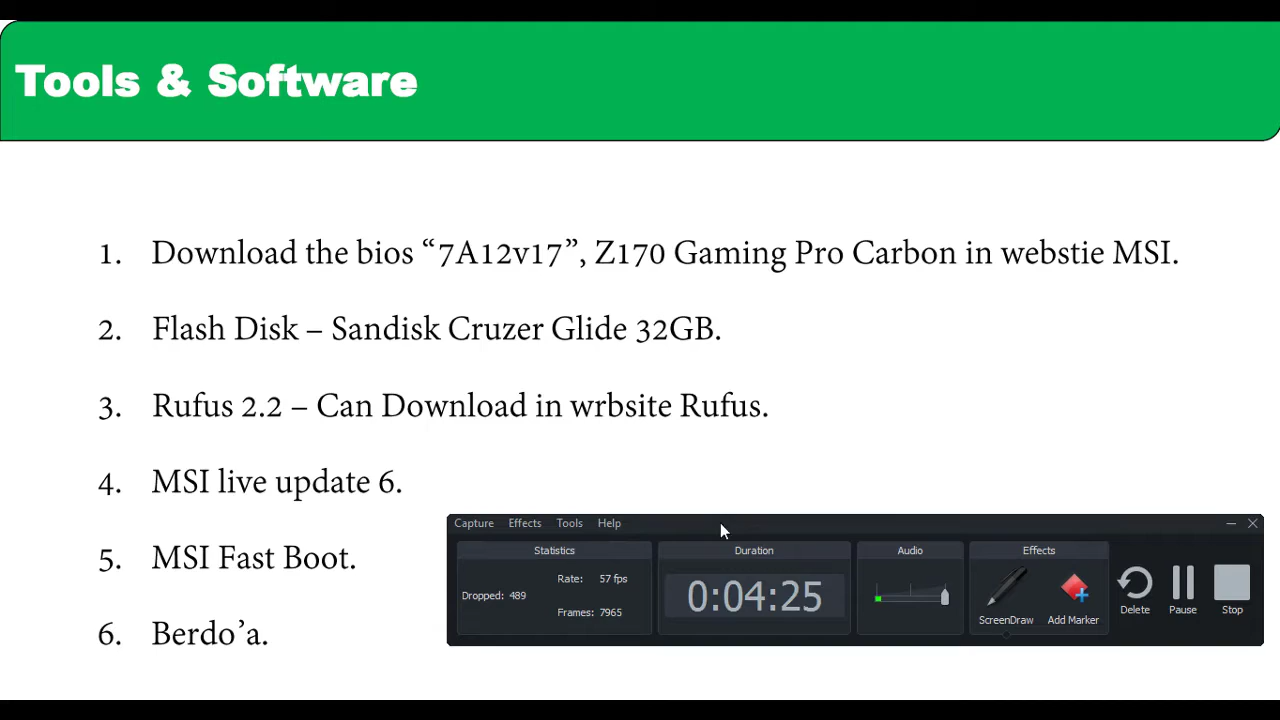 Tools & Software
1. Download the bios “7A12v17”, Z170 Gaming Pro Carbon in webstie MSI.
2. Flash Disk – Sandisk Cruzer Glide 32GB.
3. Rufus 2.2 – Can Download in wrbsite Rufus.
4. MSI live update 6.
5. MSI Fast Boot.
6. Berdo’a.
Capture Effects Tools Help
Statistics Duration Audio Effects
Rate: 57 fps
Dropped: 489
Frames: 7965
0:04:25
ScreenDraw Add Marker
Delete Pause Stop